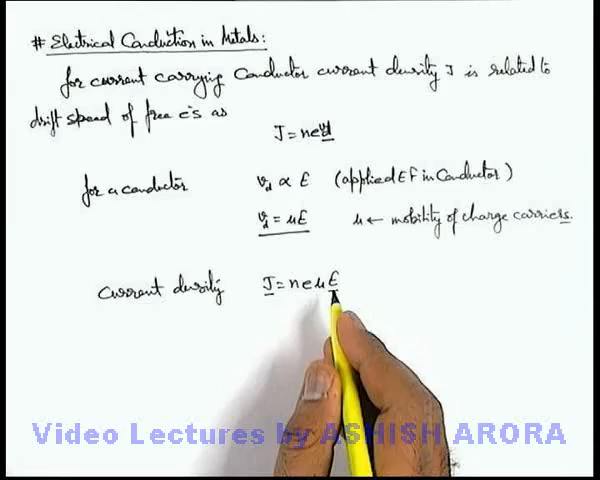 # Electrical Conduction in Metals:
for current carrying Conductor current density J is related to
drift speed of free e's as
J = nevd
for a conductor vd ∝ E (applied EF in Conductor)
vd = μE μ ← mobility of charge carriers.
Current density J = neμE
Video Lectures by ASHISH ARORA